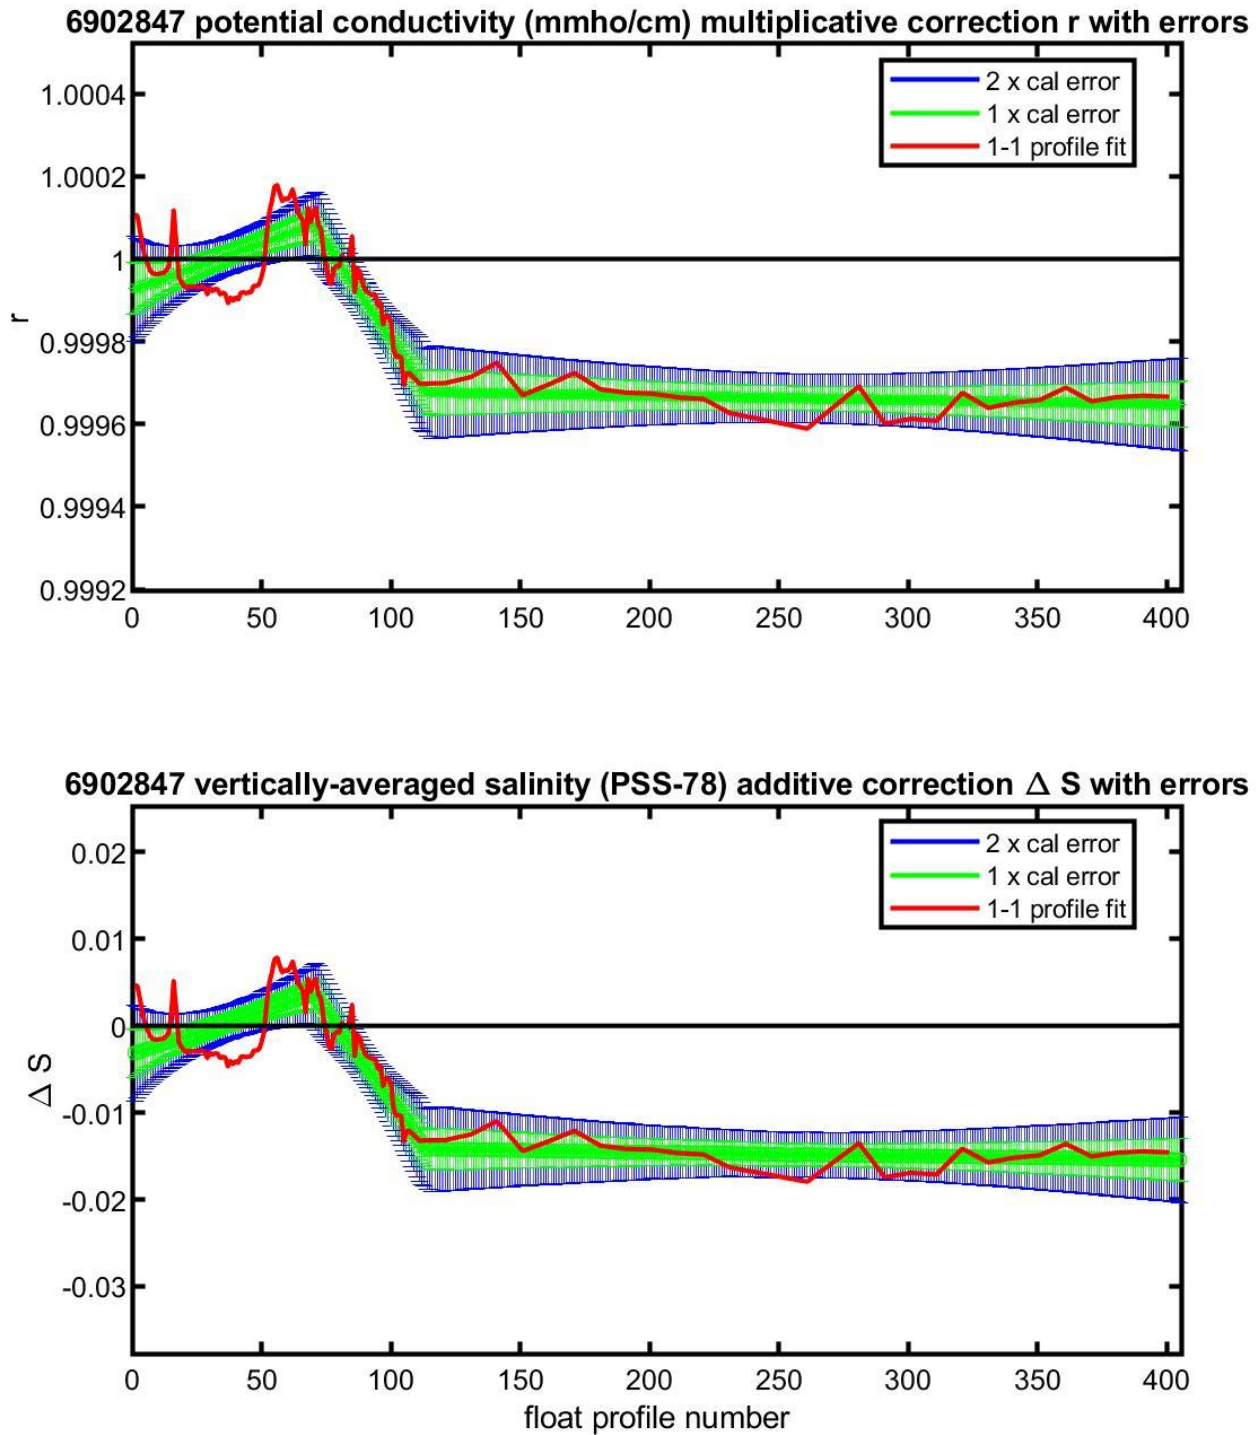 6902847 potential conductivity (mmho/cm) multiplicative correction r with errors
2 x cal error
1 x cal error
1-1 profile fit
1.0004
1.0002
1
0.9998
0.9996
0.9994
0.9992
r
0 50 100 150 200 250 300 350 400
6902847 vertically-averaged salinity (PSS-78) additive correction Δ S with errors
2 x cal error
1 x cal error
1-1 profile fit
0.02
0.01
0
-0.01
-0.02
-0.03
Δ S
0 50 100 150 200 250 300 350 400
float profile number